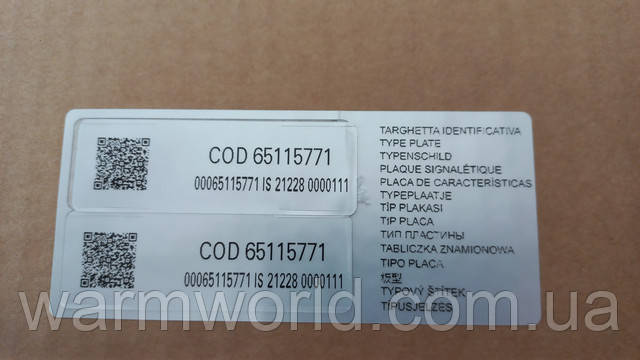 COD 65115771
00065115771 IS 21228 0000111
COD 65115771
00065115771 IS 21228 0000111
TARGHETTA IDENTIFICATIVA
TYPE PLATE
TYPENSCHILD
PLAQUE SIGNALÉTIQUE
PLACA DE CARACTERÍSTICAS
TYPEPLAATJE
TİP PLAKASI
TIP PLACA
ТИП ПЛАСТИНЫ
TABLICZKA ZNAMIONOWA
TIPO PLACA
模型
TYPOVÝ ŠTÍTEK
TÍPUSJELZÉS
warmworld.com.ua